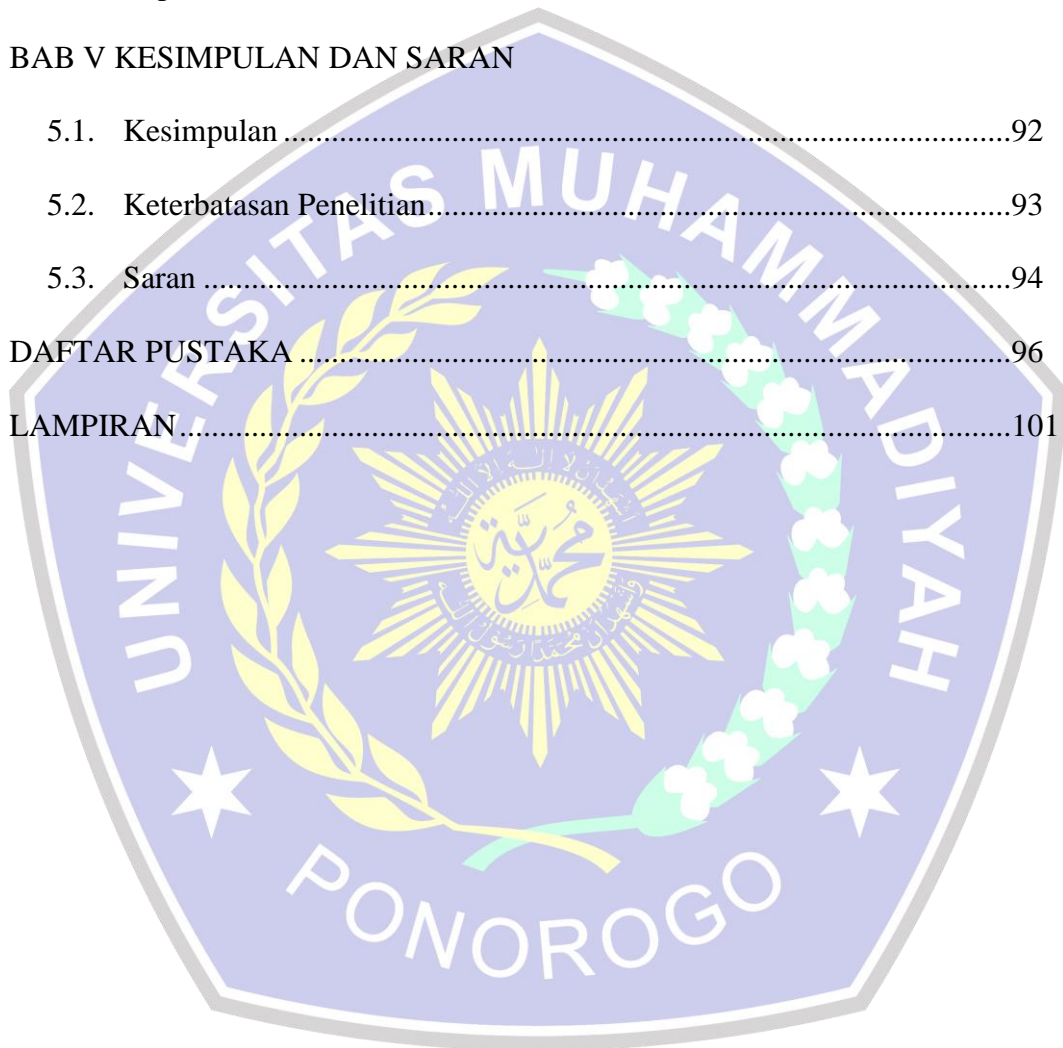 BAB V KESIMPULAN DAN SARAN
5.1. Kesimpulan ........................................................................................92
5.2. Keterbatasan Penelitian......................................................................93
5.3. Saran ..................................................................................................94
DAFTAR PUSTAKA ......................................................................................96
LAMPIRAN ....................................................................................................101
UNIVERSITAS MUHAMMADIYAH
محمدية
PONOROGO